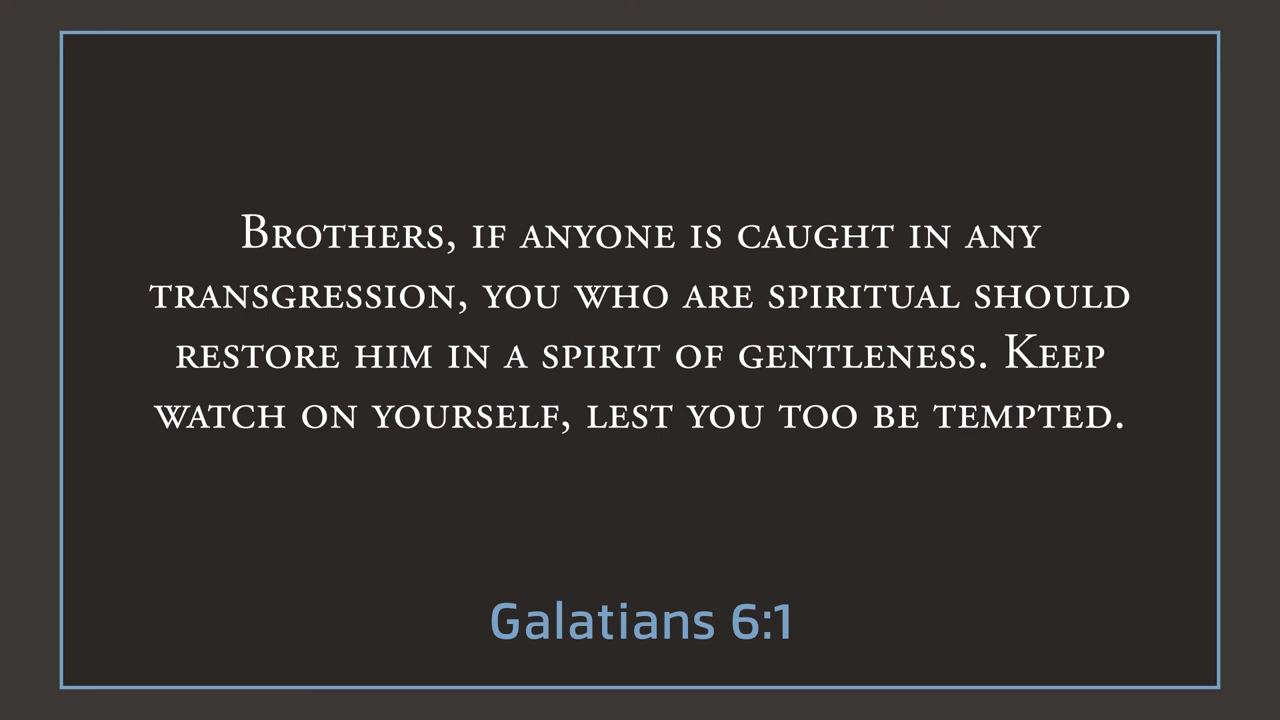 Brothers, if anyone is caught in any
transgression, you who are spiritual should
restore him in a spirit of gentleness. Keep
watch on yourself, lest you too be tempted.
Galatians 6:1